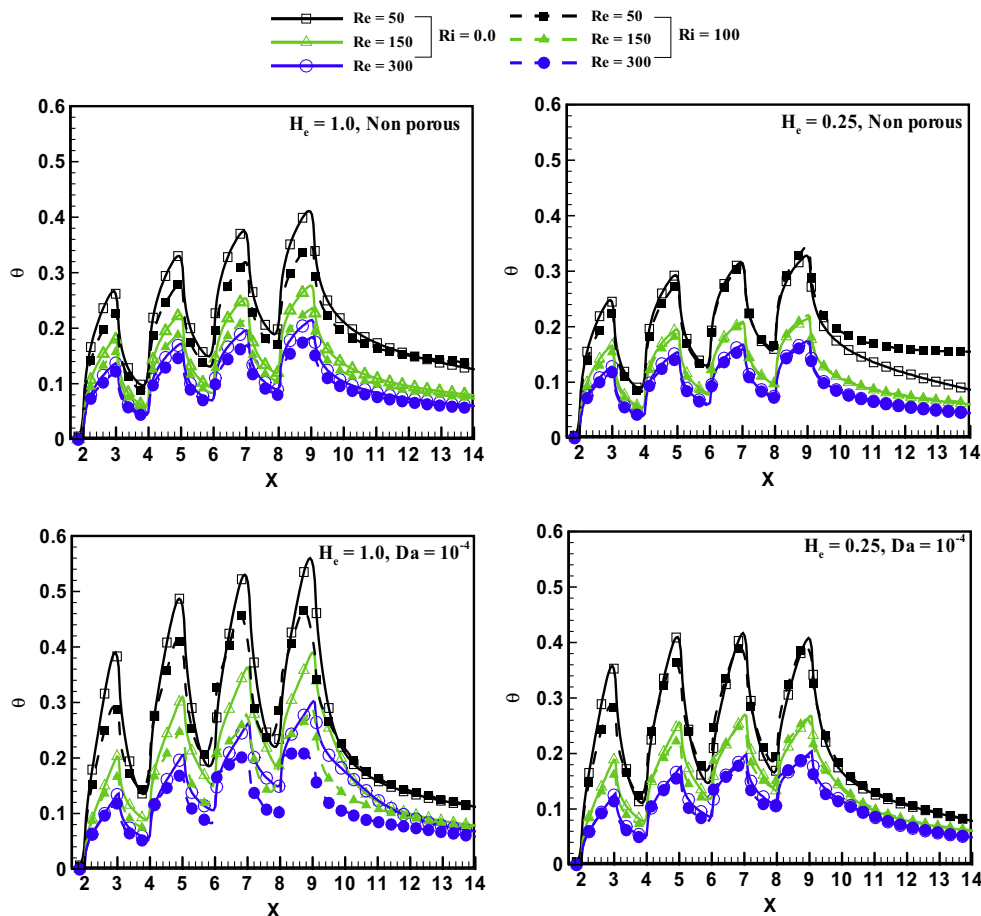 Re = 50
Re = 150
Re = 300
Ri = 0.0
Re = 50
Re = 150
Re = 300
Ri = 100
H_e = 1.0, Non porous
0.6
0.5
0.4
0.3
0.2
0.1
0
θ
2 3 4 5 6 7 8 9 10 11 12 13 14
X
H_e = 0.25, Non porous
0.6
0.5
0.4
0.3
0.2
0.1
0
θ
2 3 4 5 6 7 8 9 10 11 12 13 14
X
H_e = 1.0, Da = 10^-4
0.6
0.5
0.4
0.3
0.2
0.1
0
θ
2 3 4 5 6 7 8 9 10 11 12 13 14
X
H_e = 0.25, Da = 10^-4
0.6
0.5
0.4
0.3
0.2
0.1
0
θ
2 3 4 5 6 7 8 9 10 11 12 13 14
X